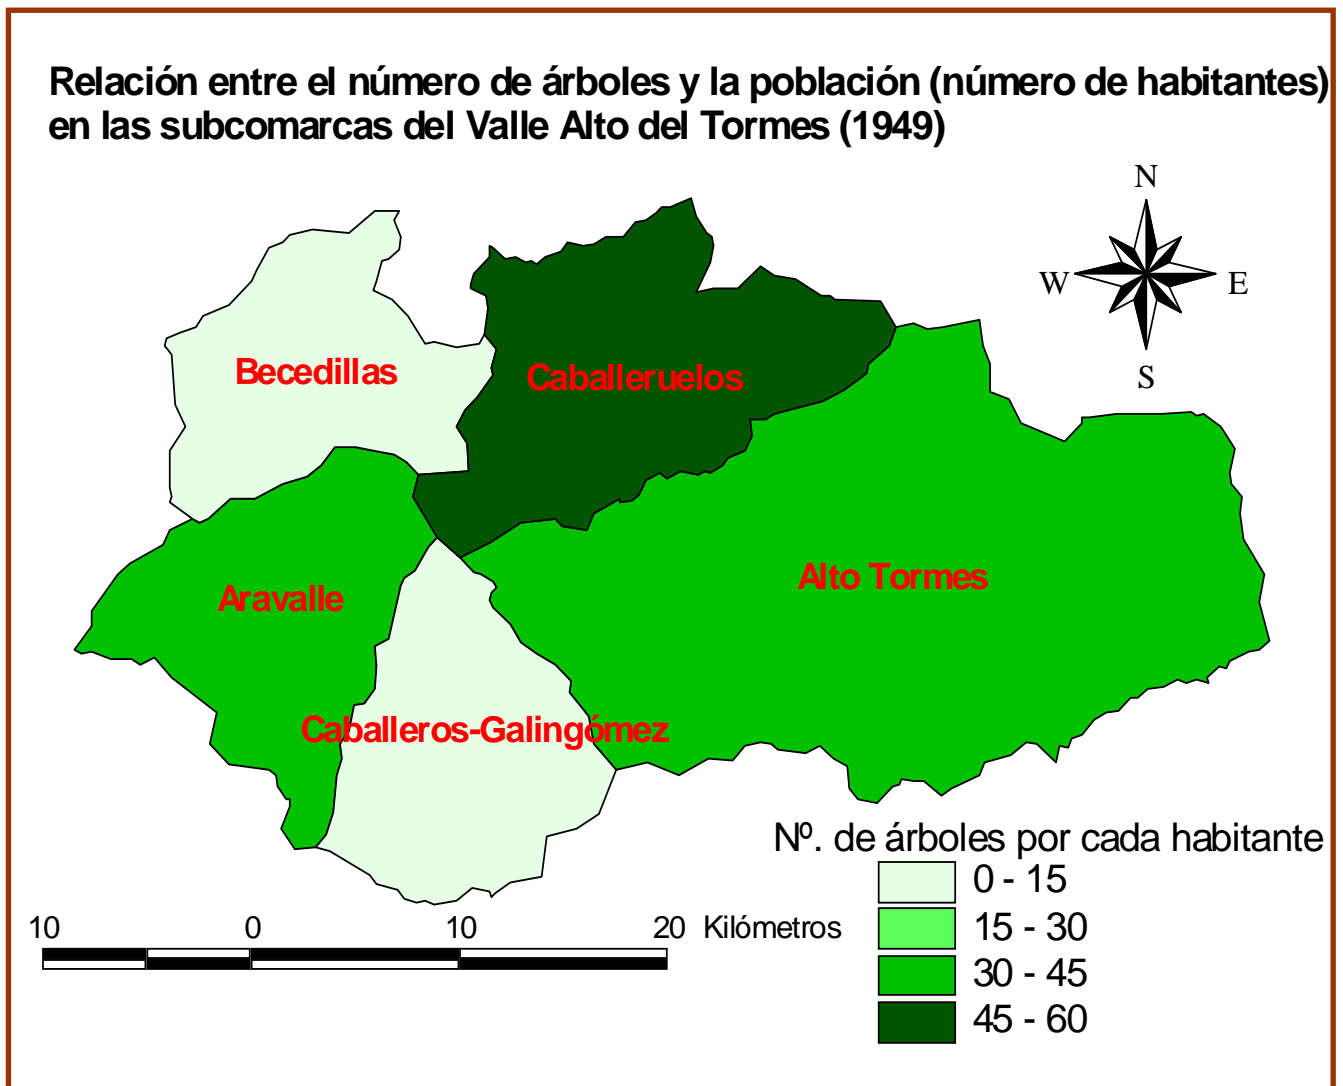 Relación entre el número de árboles y la población (número de habitantes)
en las subcomarcas del Valle Alto del Tormes (1949)
N
W
E
S
Becedillas
Caballeruelos
Alto Tormes
Aravalle
Caballeros-Galingómez
Nº. de árboles por cada habitante
0 - 15
15 - 30
30 - 45
45 - 60
10 0 10 20 Kilómetros